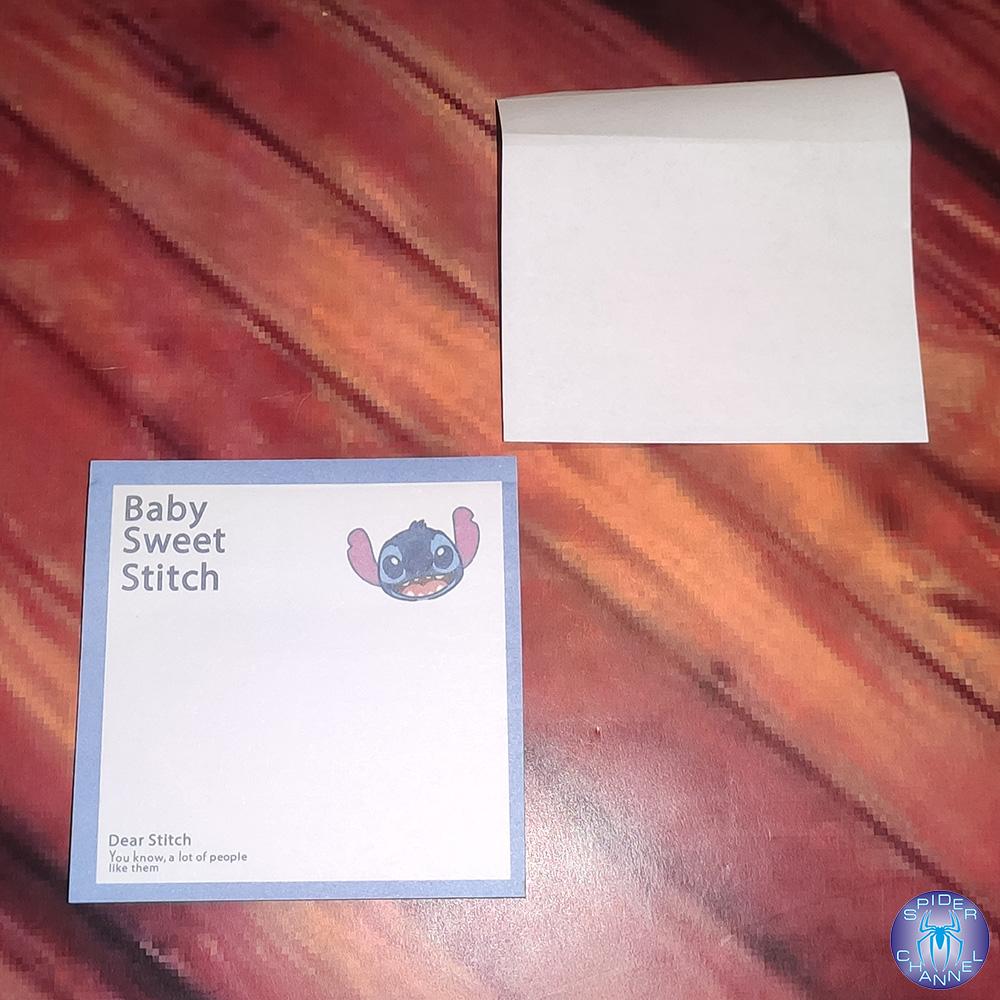 Baby
Sweet
Stitch
Dear Stitch
You know, a lot of people
like them
SPIDER
CHANNEL